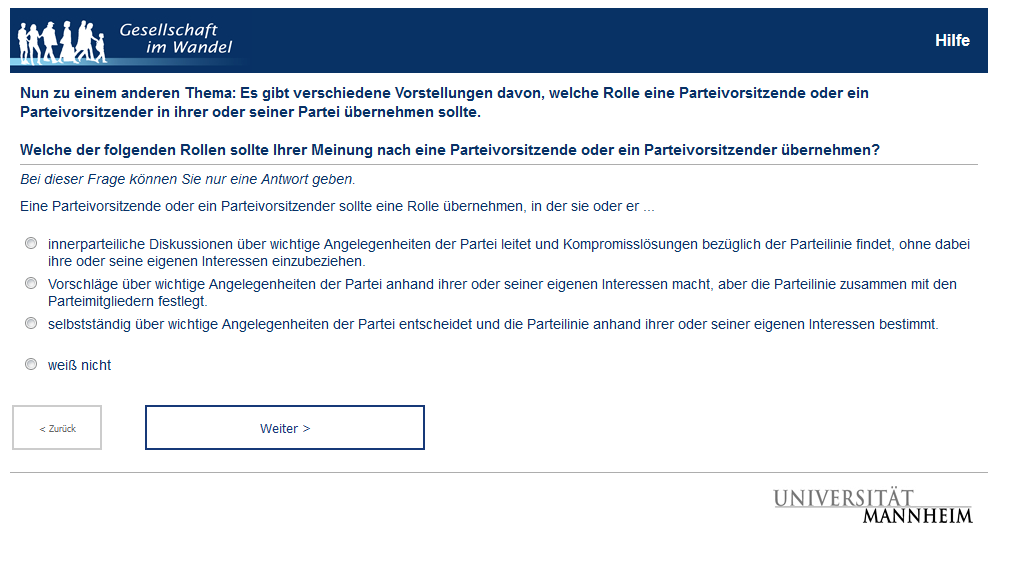 Gesellschaft
im Wandel
Hilfe
Nun zu einem anderen Thema: Es gibt verschiedene Vorstellungen davon, welche Rolle eine Parteivorsitzende oder ein
Parteivorsitzender in ihrer oder seiner Partei übernehmen sollte.
Welche der folgenden Rollen sollte Ihrer Meinung nach eine Parteivorsitzende oder ein Parteivorsitzender übernehmen?
Bei dieser Frage können Sie nur eine Antwort geben.
Eine Parteivorsitzende oder ein Parteivorsitzender sollte eine Rolle übernehmen, in der sie oder er ...
innerparteiliche Diskussionen über wichtige Angelegenheiten der Partei leitet und Kompromisslösungen bezüglich der Parteilinie findet, ohne dabei
ihre oder seine eigenen Interessen einzubeziehen.
Vorschläge über wichtige Angelegenheiten der Partei anhand ihrer oder seiner eigenen Interessen macht, aber die Parteilinie zusammen mit den
Parteimitgliedern festlegt.
selbstständig über wichtige Angelegenheiten der Partei entscheidet und die Parteilinie anhand ihrer oder seiner eigenen Interessen bestimmt.
weiß nicht
< Zurück
Weiter >
UNIVERSITÄT
MANNHEIM